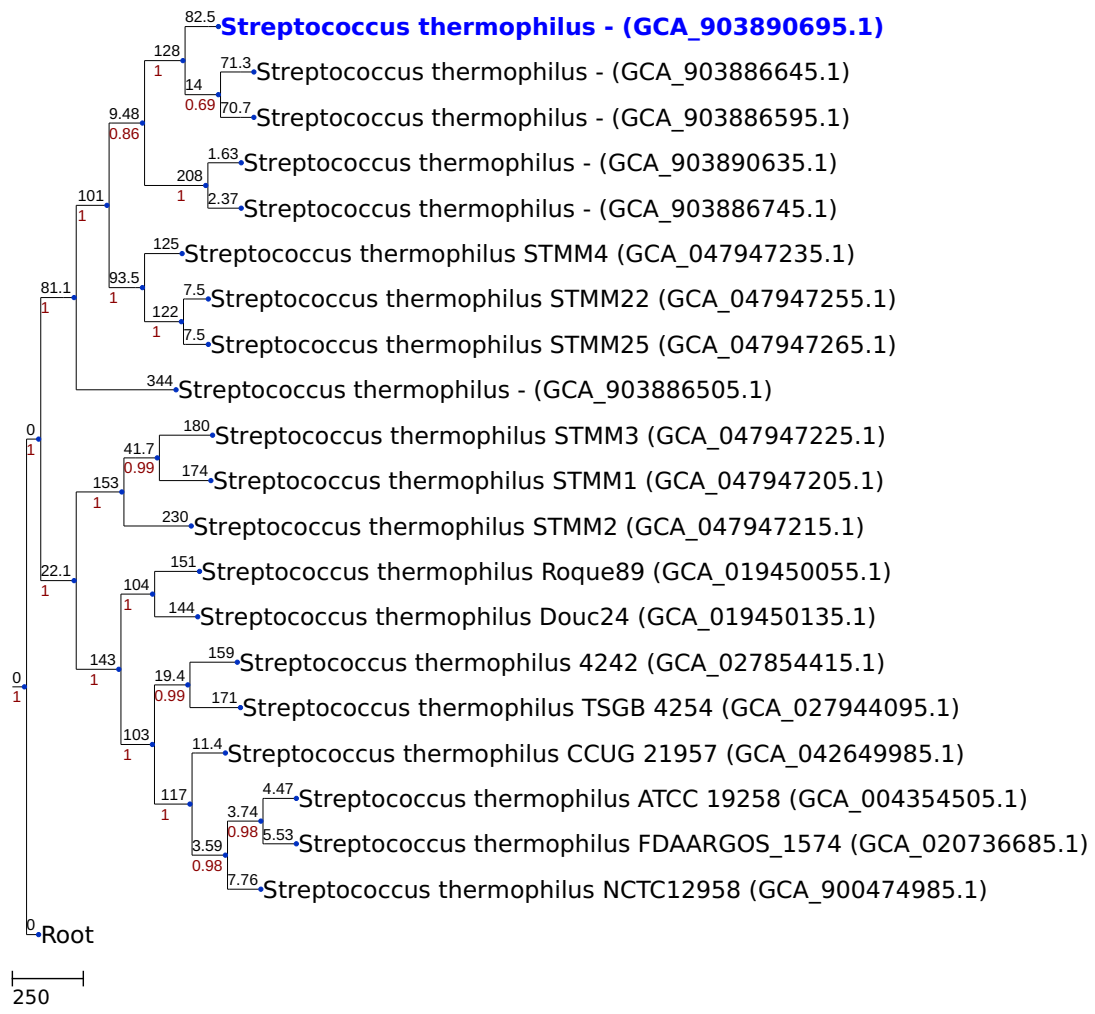 82.5
Streptococcus thermophilus - (GCA_903890695.1)
128
1
71.3
Streptococcus thermophilus - (GCA_903886645.1)
14
0.69
70.7
Streptococcus thermophilus - (GCA_903886595.1)
9.48
0.86
1.63
Streptococcus thermophilus - (GCA_903890635.1)
208
1
2.37
Streptococcus thermophilus - (GCA_903886745.1)
101
1
125
Streptococcus thermophilus STMM4 (GCA_047947235.1)
93.5
1
7.5
Streptococcus thermophilus STMM22 (GCA_047947255.1)
122
1
7.5
Streptococcus thermophilus STMM25 (GCA_047947265.1)
81.1
1
344
Streptococcus thermophilus - (GCA_903886505.1)
0
1
180
Streptococcus thermophilus STMM3 (GCA_047947225.1)
41.7
0.99
174
Streptococcus thermophilus STMM1 (GCA_047947205.1)
153
1
230
Streptococcus thermophilus STMM2 (GCA_047947215.1)
22.1
1
151
Streptococcus thermophilus Roque89 (GCA_019450055.1)
104
1
144
Streptococcus thermophilus Douc24 (GCA_019450135.1)
143
1
159
Streptococcus thermophilus 4242 (GCA_027854415.1)
19.4
0.99
171
Streptococcus thermophilus TSGB 4254 (GCA_027944095.1)
0
1
103
1
11.4
Streptococcus thermophilus CCUG 21957 (GCA_042649985.1)
117
1
4.47
Streptococcus thermophilus ATCC 19258 (GCA_004354505.1)
3.74
0.98
5.53
Streptococcus thermophilus FDAARGOS_1574 (GCA_020736685.1)
3.59
0.98
7.76
Streptococcus thermophilus NCTC12958 (GCA_900474985.1)
0
Root
250